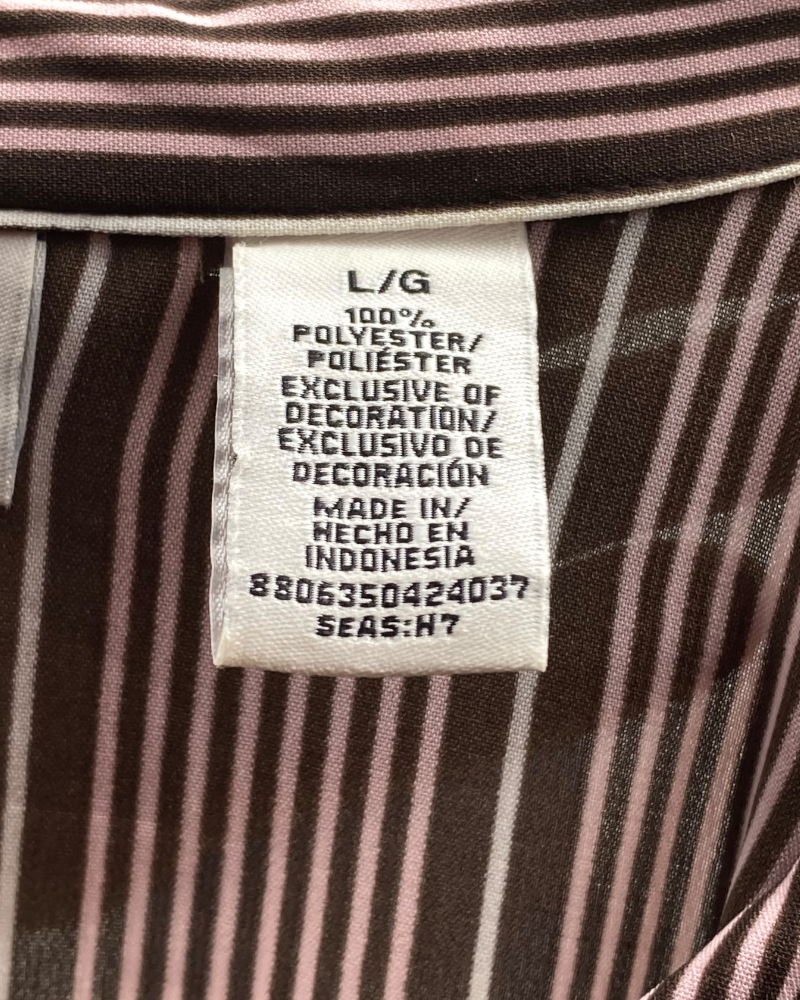 L/G
100%
POLYESTER/
POLIÉSTER
EXCLUSIVE OF
DECORATION/
EXCLUSIVO DE
DECORACIÓN
MADE IN/
HECHO EN
INDONESIA
8806350424037
SEAS:H7